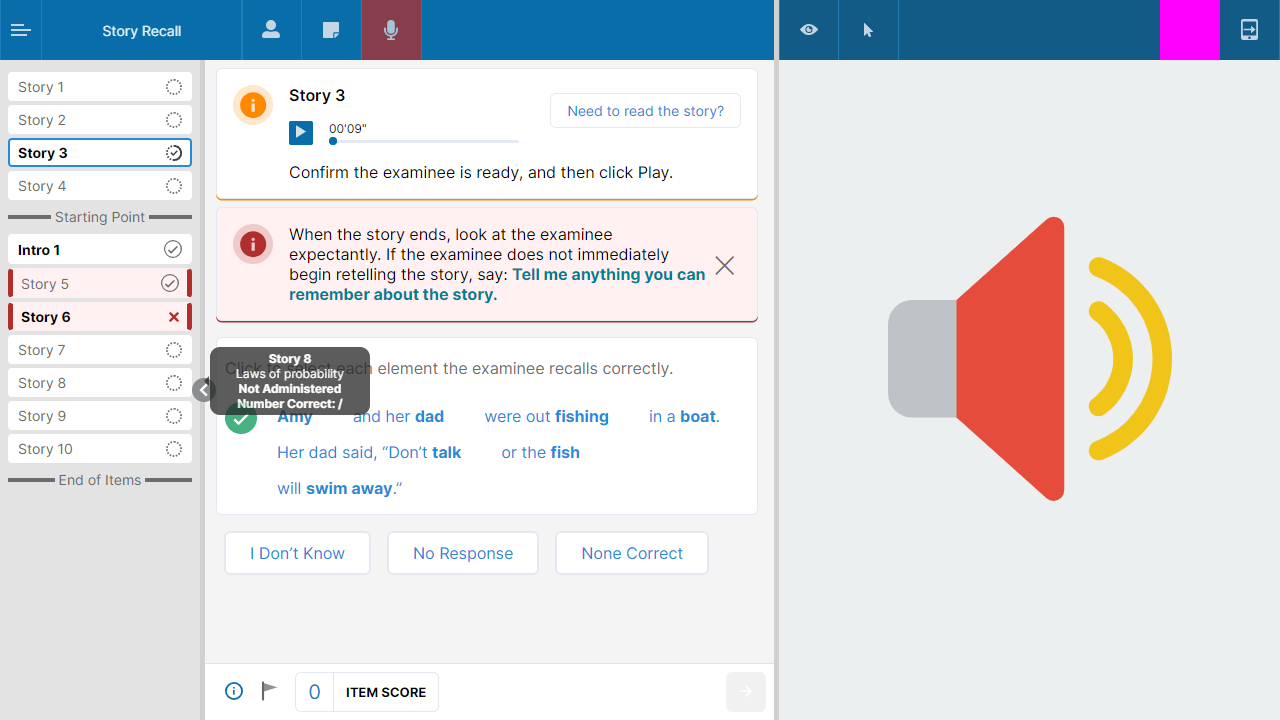 Story Recall
Story 1
Story 2
Story 3
Story 4
Starting Point
Intro 1
Story 5
Story 6
Story 7
Story 8
Story 9
Story 10
End of Items
Story 3
00'09"
Need to read the story?
Confirm the examinee is ready, and then click Play.
When the story ends, look at the examinee
expectantly. If the examinee does not immediately
begin retelling the story, say: Tell me anything you can
remember about the story.
Story 8
Laws of probability
Not Administered
Number Correct: /
Click to select each element the examinee recalls correctly.
Amy and her dad were out fishing in a boat.
Her dad said, “Don’t talk or the fish
will swim away.”
I Don’t Know
No Response
None Correct
0 ITEM SCORE